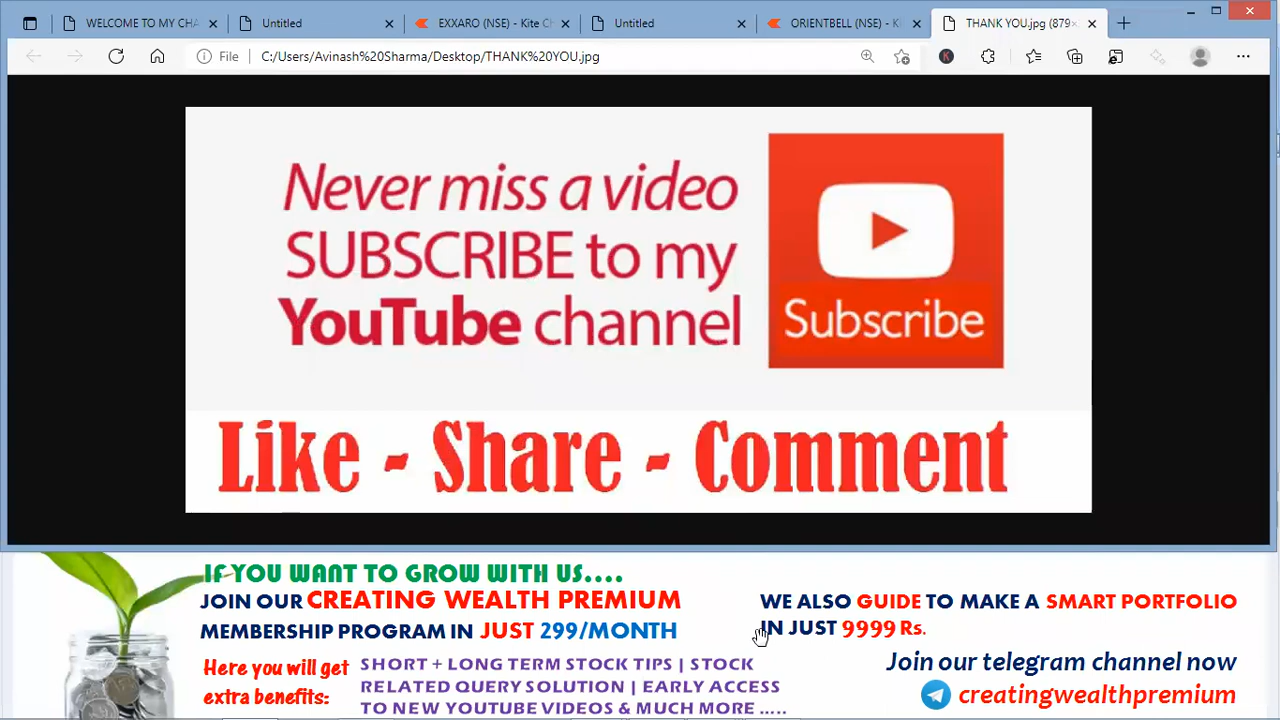 WELCOME TO MY CHA
Untitled
EXXARO (NSE) - Kite Ch
Untitled
ORIENTBELL (NSE) - Ki
THANK YOU.jpg (879×
File
C:/Users/Avinash%20Sharma/Desktop/THANK%20YOU.jpg
Never miss a video
SUBSCRIBE to my
YouTube channel
Subscribe
Like - Share - Comment
IF YOU WANT TO GROW WITH US....
JOIN OUR CREATING WEALTH PREMIUM
MEMBERSHIP PROGRAM IN JUST 299/MONTH
Here you will get
extra benefits:
SHORT + LONG TERM STOCK TIPS | STOCK
RELATED QUERY SOLUTION | EARLY ACCESS
TO NEW YOUTUBE VIDEOS & MUCH MORE .....
WE ALSO GUIDE TO MAKE A SMART PORTFOLIO
IN JUST 9999 Rs.
Join our telegram channel now
creatingwealthpremium